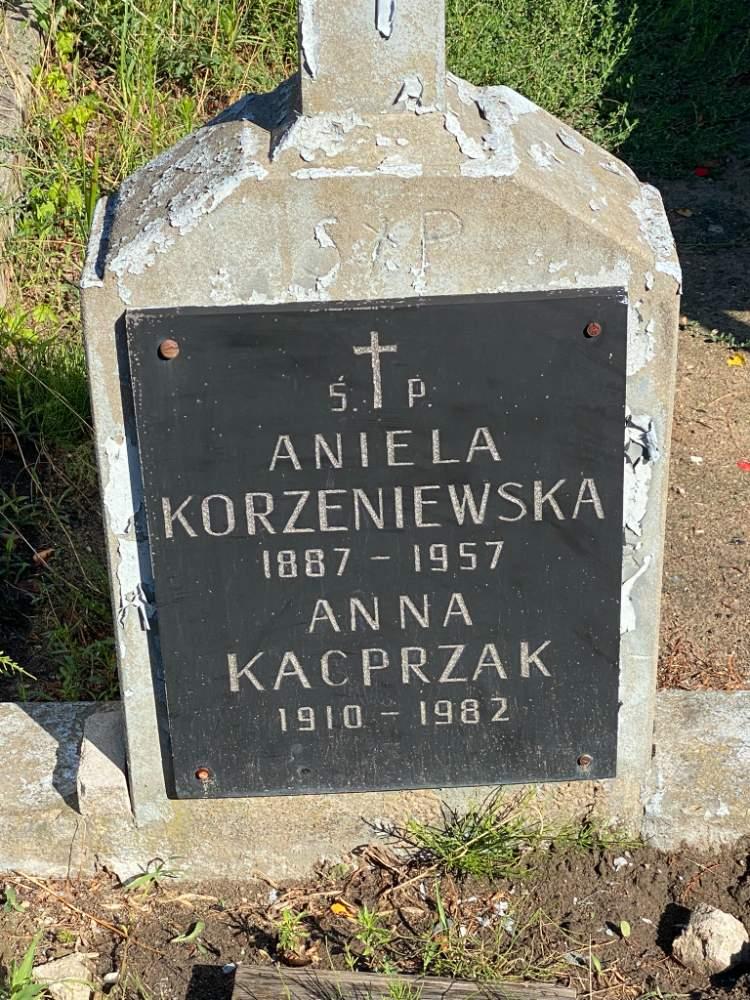 S P
Ś. P.
ANIELA
KORZENIEWSKA
1887 - 1957
ANNA
KACPRZAK
1910 - 1982